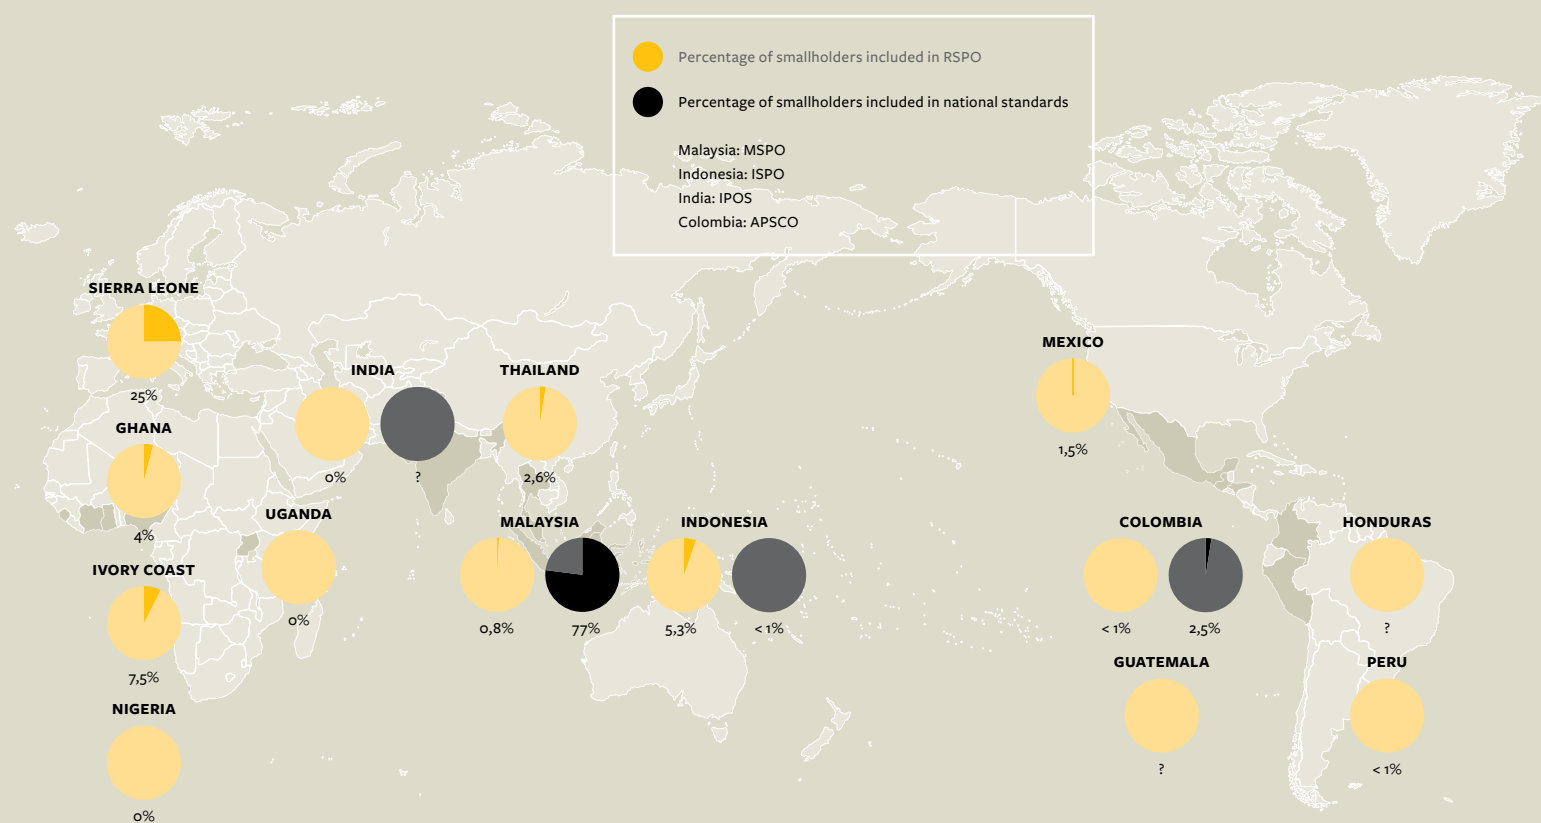 Percentage of smallholders included in RSPO
Percentage of smallholders included in national standards
Malaysia: MSPO
Indonesia: ISPO
India: IPOS
Colombia: APSCO
SIERRA LEONE
25%
GHANA
4%
IVORY COAST
7,5%
NIGERIA
0%
INDIA
0%
?
UGANDA
0%
THAILAND
2,6%
MALAYSIA
0,8%
77%
INDONESIA
5,3%
< 1%
MEXICO
1,5%
COLOMBIA
< 1%
2,5%
HONDURAS
?
GUATEMALA
?
PERU
< 1%